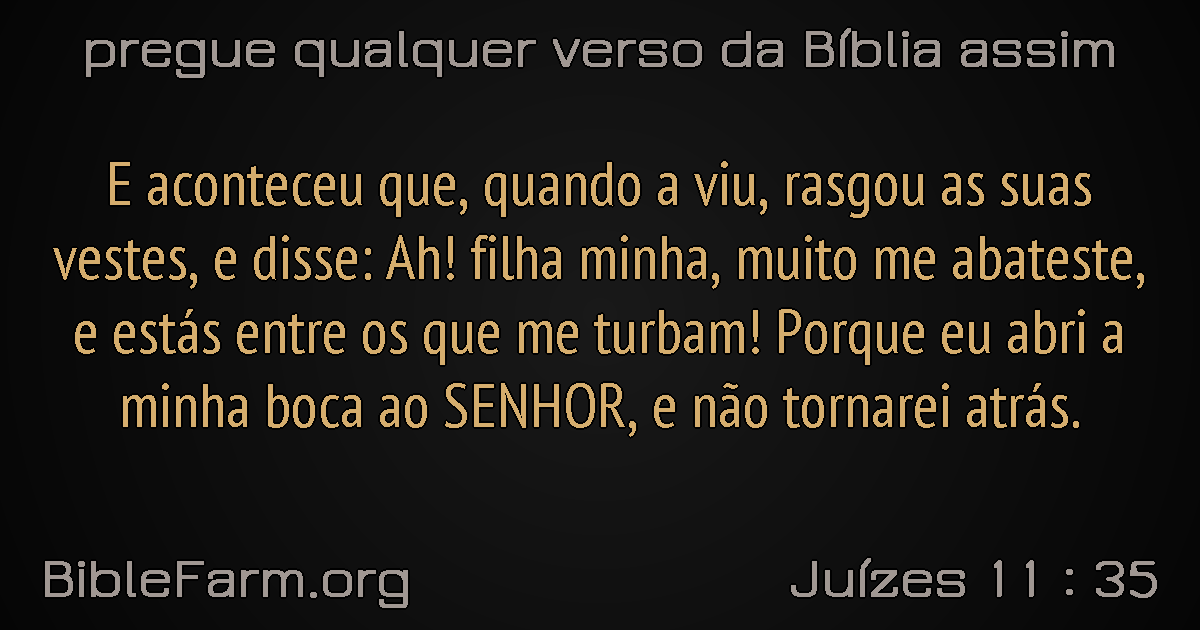 pregue qualquer verso da Bíblia assim
E aconteceu que, quando a viu, rasgou as suas
vestes, e disse: Ah! filha minha, muito me abateste,
e estás entre os que me turbam! Porque eu abri a
minha boca ao SENHOR, e não tornarei atrás.
BibleFarm.org
Juízes 11 : 35